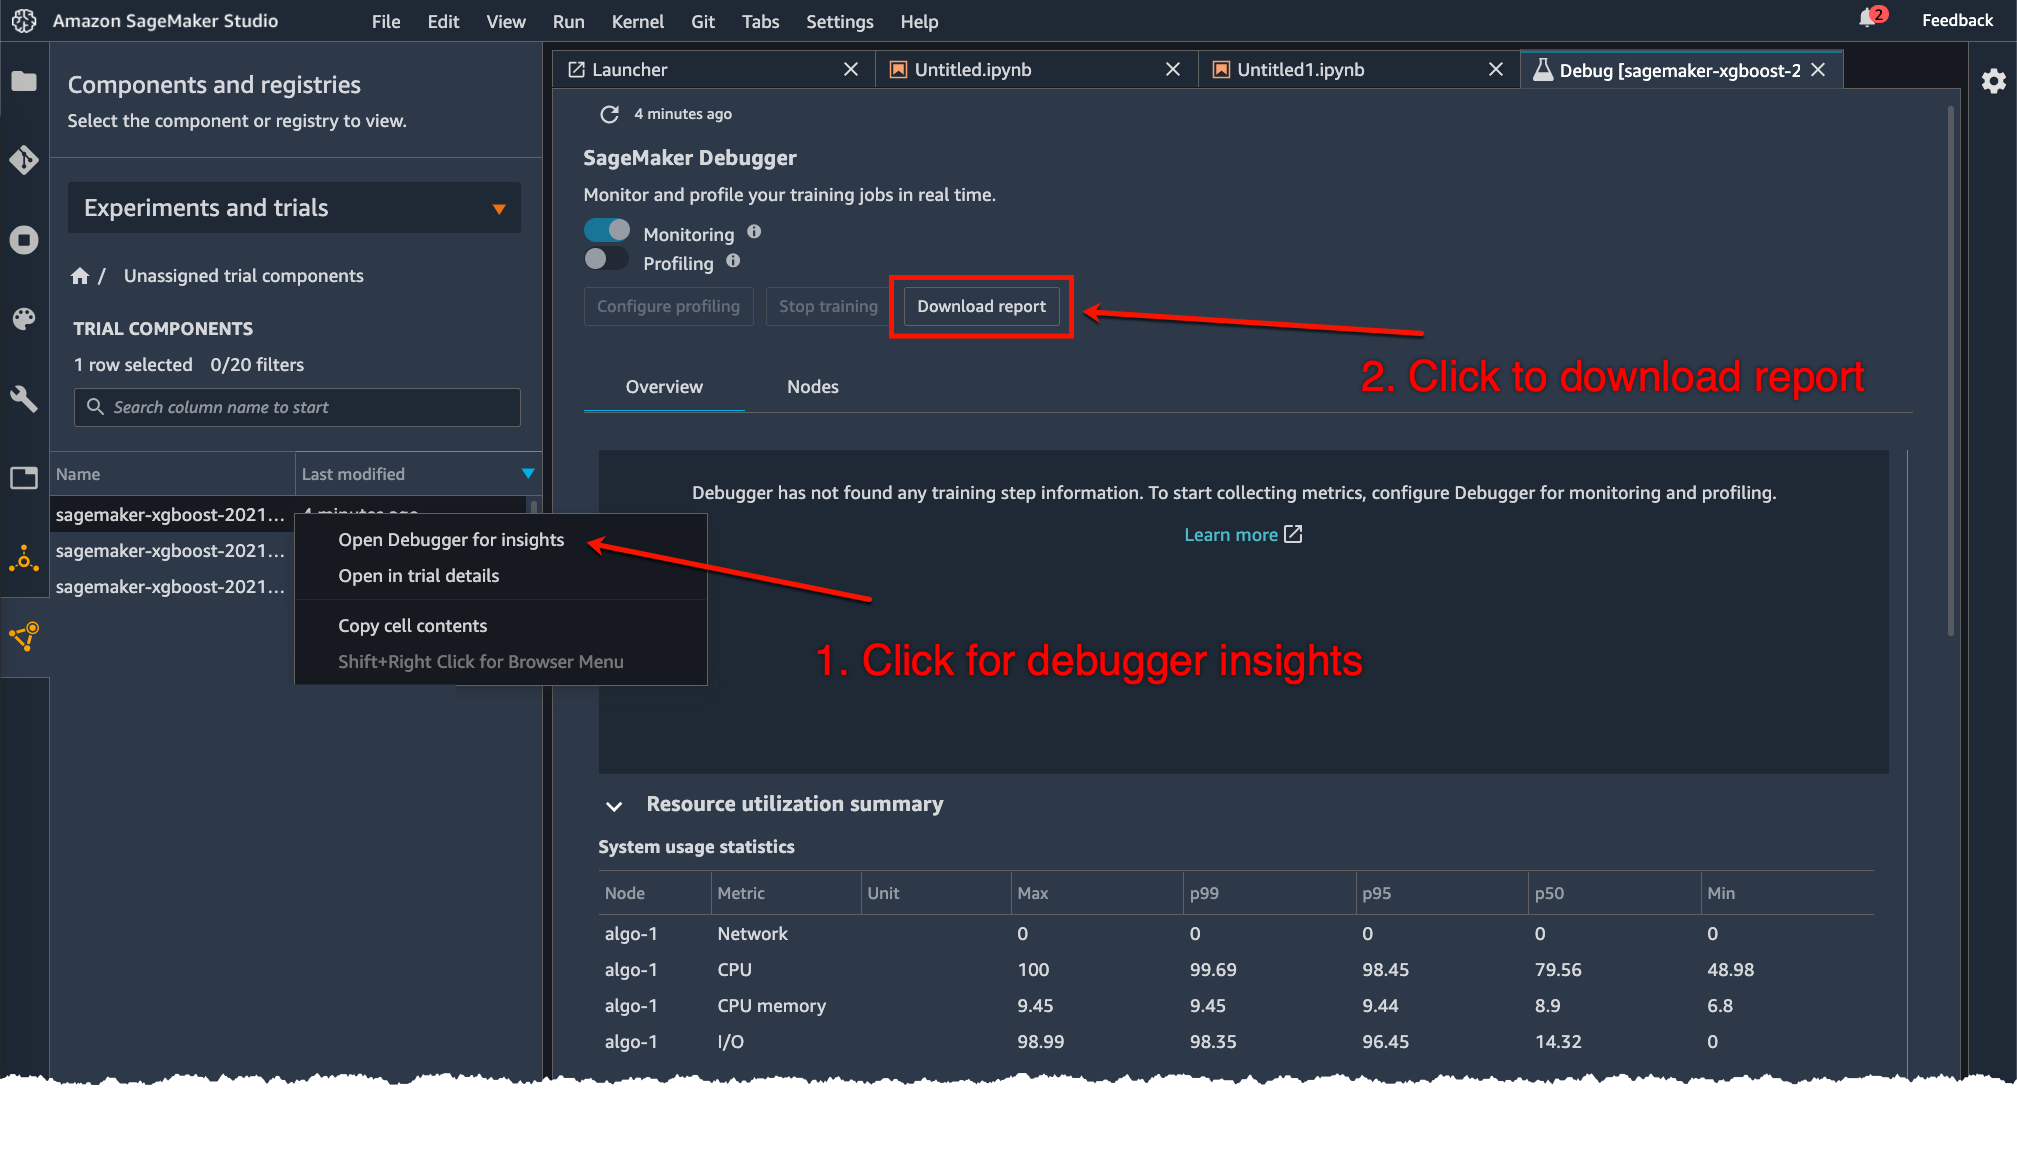 Amazon SageMaker Studio File Edit View Run Kernel Git Tabs Settings Help 2 Feedback
Components and registries
Select the component or registry to view.
Experiments and trials
/ Unassigned trial components
TRIAL COMPONENTS
1 row selected 0/20 filters
Search column name to start
Name Last modified
sagemaker-xgboost-2021... 4 minutes ago
sagemaker-xgboost-2021...
sagemaker-xgboost-2021...
Open Debugger for insights
Open in trial details
Copy cell contents
Shift+Right Click for Browser Menu
Launcher Untitled.ipynb Untitled1.ipynb Debug [sagemaker-xgboost-2
4 minutes ago
SageMaker Debugger
Monitor and profile your training jobs in real time.
Monitoring
Profiling
Configure profiling Stop training Download report
2. Click to download report
Overview Nodes
Debugger has not found any training step information. To start collecting metrics, configure Debugger for monitoring and profiling.
Learn more
1. Click for debugger insights
Resource utilization summary
System usage statistics
Node Metric Unit Max p99 p95 p50 Min
algo-1 Network 0 0 0 0 0
algo-1 CPU 100 99.69 98.45 79.56 48.98
algo-1 CPU memory 9.45 9.45 9.44 8.9 6.8
algo-1 I/O 98.99 98.35 96.45 14.32 0